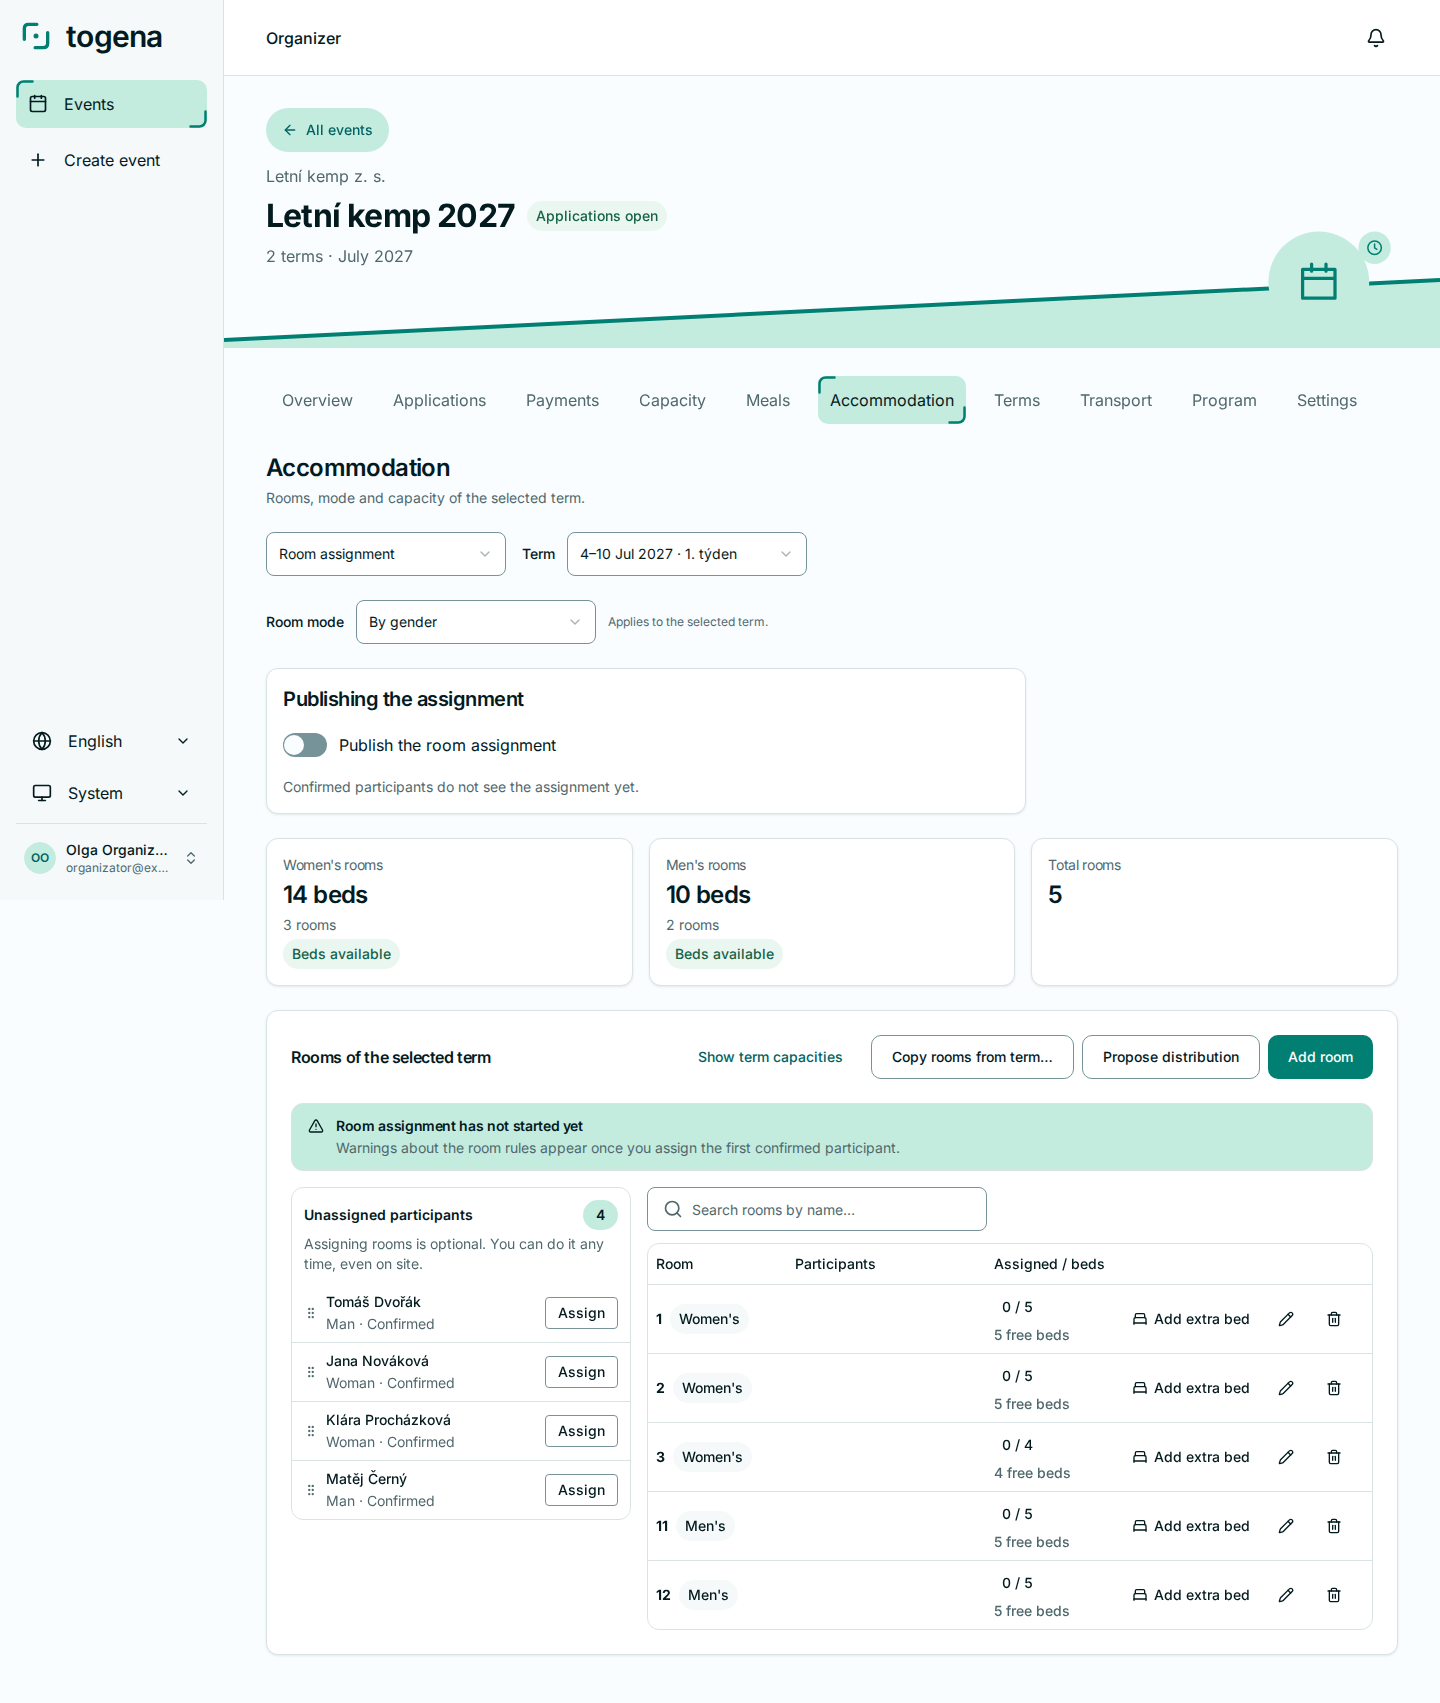 togena
Events
Create event
English
System
OO
Olga Organiz...
organizator@ex...
Organizer
All events
Letní kemp z. s.
Letní kemp 2027
Applications open
2 terms · July 2027
Overview
Applications
Payments
Capacity
Meals
Accommodation
Terms
Transport
Program
Settings
Accommodation
Rooms, mode and capacity of the selected term.
Room assignment
Term
4–10 Jul 2027 · 1. týden
Room mode
By gender
Applies to the selected term.
Publishing the assignment
Publish the room assignment
Confirmed participants do not see the assignment yet.
Women's rooms
14 beds
3 rooms
Beds available
Men's rooms
10 beds
2 rooms
Beds available
Total rooms
5
Rooms of the selected term
Show term capacities
Copy rooms from term...
Propose distribution
Add room
Room assignment has not started yet
Warnings about the room rules appear once you assign the first confirmed participant.
Unassigned participants
4
Assigning rooms is optional. You can do it any
time, even on site.
Tomáš Dvořák
Man · Confirmed
Assign
Jana Nováková
Woman · Confirmed
Assign
Klára Procházková
Woman · Confirmed
Assign
Matěj Černý
Man · Confirmed
Assign
Search rooms by name...
Room Participants Assigned / beds
1 Women's
0 / 5
5 free beds
Add extra bed
2 Women's
0 / 5
5 free beds
Add extra bed
3 Women's
0 / 4
4 free beds
Add extra bed
11 Men's
0 / 5
5 free beds
Add extra bed
12 Men's
0 / 5
5 free beds
Add extra bed